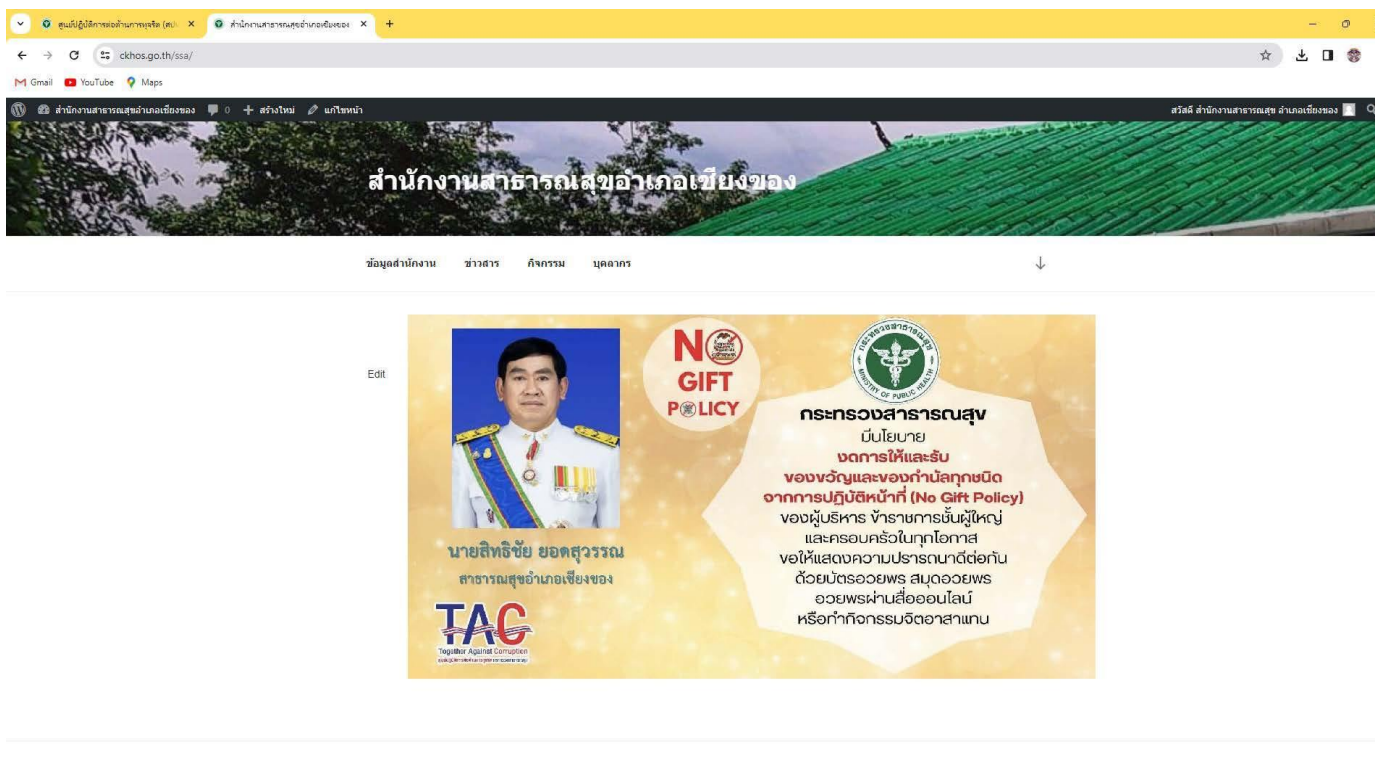 ศูนย์ปฏิบัติการต่อต้านการทุจริต (ศป
สำนักงานสาธารณสุขอำเภอเชียงของ
ckhos.go.th/ssa/
Gmail YouTube Maps
สำนักงานสาธารณสุขอำเภอเชียงของ 0 สร้างใหม่ แก้ไขหน้า
สวัสดี สำนักงานสาธารณสุข อำเภอเชียงของ
สำนักงานสาธารณสุขอำเภอเชียงของ
ข้อมูลสำนักงาน ข่าวสาร กิจกรรม บุคลากร
Edit
นายสิทธิชัย ยอดสุวรรณ
สาธารณสุขอำเภอเชียงของ
TAC
Together Against Corruption
NO
GIFT
POLICY
กระทรวงสาธารณสุข
MINISTRY OF PUBLIC HEALTH
กระทรวงสาธารณสุข
มีนโยบาย
งดการให้และรับ
ของขวัญและของกำนัลทุกชนิด
จากการปฏิบัติหน้าที่ (No Gift Policy)
ของผู้บริหาร ข้าราชการชั้นผู้ใหญ่
และครอบครัวในทุกโอกาส
ขอให้แสดงความปรารถนาดีต่อกัน
ด้วยบัตรอวยพร สมุดอวยพร
อวยพรผ่านสื่อออนไลน์
หรือทำกิจกรรมจิตอาสาแทน